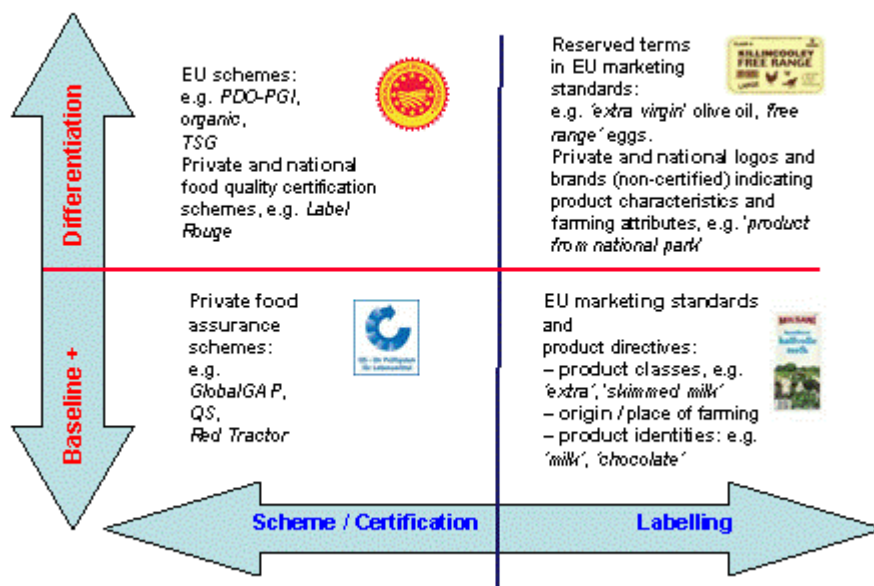 Differentiation
EU schemes:
e.g. PDO-PGI,
organic,
TSG
Private and national
food quality certification
schemes, e.g. Label
Rouge
Reserved terms
in EU marketing
standards:
e.g. 'extra virgin' olive oil, free
range' eggs.
Private and national logos and
brands (non-certified) indicating
product characteristics and
farming attributes, e.g. 'product
from national park'
KILLINCOOLEY
FREE RANGE
LARGE
Baseline +
Private food
assurance
schemes:
e.g.
GlobalGAP,
QS,
Red Tractor
EU marketing standards
and
product directives:
– product classes, e.g.
'extra', 'skimmed milk'
– origin / place of farming
– product identities: e.g.
'milk', 'chocolate'
Scheme / Certification
Labelling